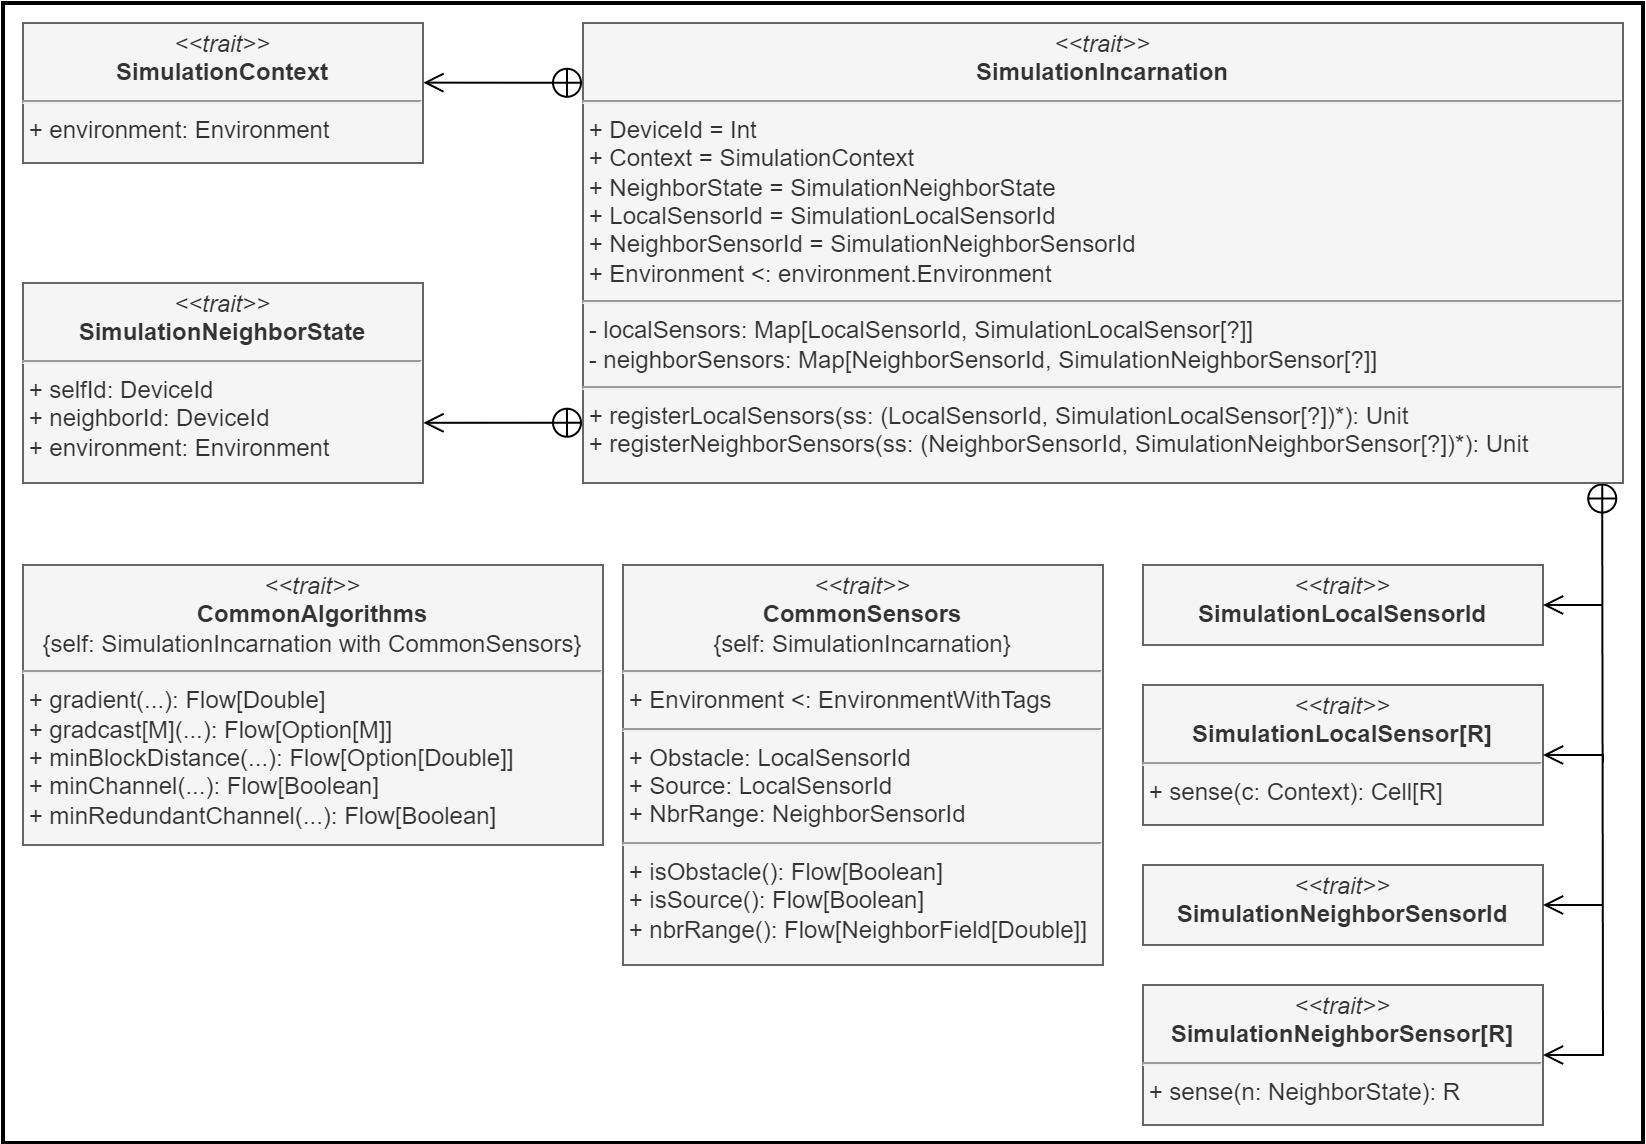 <<trait>>
SimulationContext
+ environment: Environment
<<trait>>
SimulationIncarnation
+ DeviceId = Int
+ Context = SimulationContext
+ NeighborState = SimulationNeighborState
+ LocalSensorId = SimulationLocalSensorId
+ NeighborSensorId = SimulationNeighborSensorId
+ Environment <: environment.Environment
- localSensors: Map[LocalSensorId, SimulationLocalSensor[?]]
- neighborSensors: Map[NeighborSensorId, SimulationNeighborSensor[?]]
+ registerLocalSensors(ss: (LocalSensorId, SimulationLocalSensor[?])*): Unit
+ registerNeighborSensors(ss: (NeighborSensorId, SimulationNeighborSensor[?])*): Unit
<<trait>>
SimulationNeighborState
+ selfId: DeviceId
+ neighborId: DeviceId
+ environment: Environment
<<trait>>
CommonAlgorithms
{self: SimulationIncarnation with CommonSensors}
+ gradient(...): Flow[Double]
+ gradcast[M](...): Flow[Option[M]]
+ minBlockDistance(...): Flow[Option[Double]]
+ minChannel(...): Flow[Boolean]
+ minRedundantChannel(...): Flow[Boolean]
<<trait>>
CommonSensors
{self: SimulationIncarnation}
+ Environment <: EnvironmentWithTags
+ Obstacle: LocalSensorId
+ Source: LocalSensorId
+ NbrRange: NeighborSensorId
+ isObstacle(): Flow[Boolean]
+ isSource(): Flow[Boolean]
+ nbrRange(): Flow[NeighborField[Double]]
<<trait>>
SimulationLocalSensorId
<<trait>>
SimulationLocalSensor[R]
+ sense(c: Context): Cell[R]
<<trait>>
SimulationNeighborSensorId
<<trait>>
SimulationNeighborSensor[R]
+ sense(n: NeighborState): R